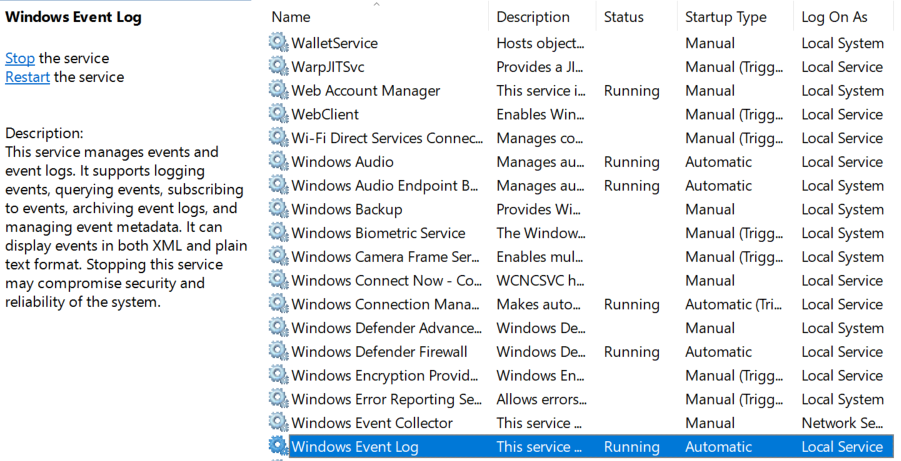 Windows Event Log
Stop the service
Restart the service
Description:
This service manages events and
event logs. It supports logging
events, querying events, subscribing
to events, archiving event logs, and
managing event metadata. It can
display events in both XML and plain
text format. Stopping this service
may compromise security and
reliability of the system.
Name Description Status Startup Type Log On As
WalletService Hosts objec... Manual Local System
WarpJITSvc Provides a JI... Manual (Trigg... Local Service
Web Account Manager This service i... Running Manual Local System
WebClient Enables Win... Manual (Trigg... Local Service
Wi-Fi Direct Services Connec... Manages co... Manual (Trigg... Local Service
Windows Audio Manages au... Running Automatic Local Service
Windows Audio Endpoint B... Manages au... Running Automatic Local System
Windows Backup Provides Wi... Manual Local System
Windows Biometric Service The Window... Manual (Trigg... Local System
Windows Camera Frame Ser... Enables mul... Manual (Trigg... Local Service
Windows Connect Now - Co... WCNCSVC h... Manual Local Service
Windows Connection Mana... Makes auto... Running Automatic (Tri... Local Service
Windows Defender Advance... Windows De... Manual Local System
Windows Defender Firewall Windows De... Running Automatic Local Service
Windows Encryption Provid... Windows En... Manual (Trigg... Local Service
Windows Error Reporting Se... Allows errors... Manual (Trigg... Local System
Windows Event Collector This service ... Manual Network Se...
Windows Event Log This service ... Running Automatic Local Service